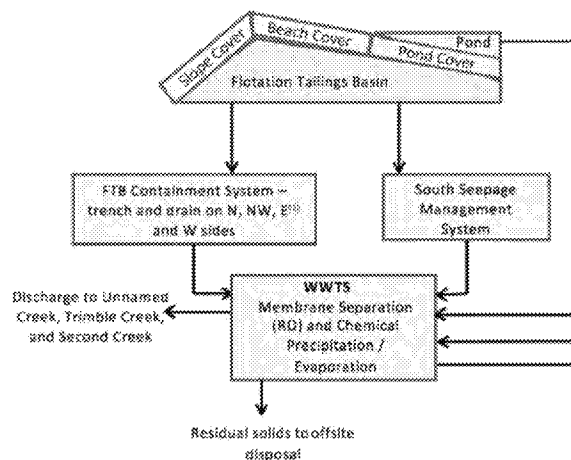 Slope Cover
Beach Cover
Pond
Pond Cover
Flotation Tailings Basin
FTB Containment System –
trench and drain on N, NW, E⁽¹⁾
and W sides
South Seepage
Management
System
WWTS
Membrane Separation
(RO) and Chemical
Precipitation /
Evaporation
Discharge to Unnamed
Creek, Trimble Creek,
and Second Creek
Residual solids to offsite
disposal